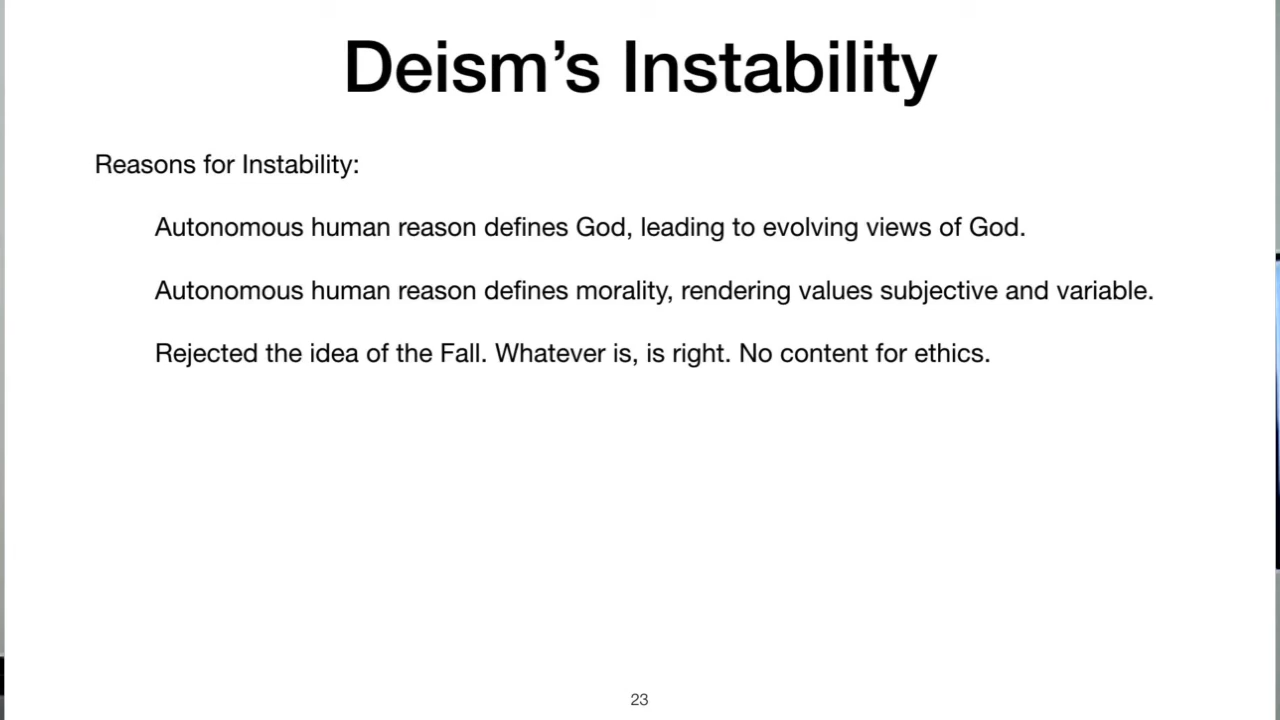 Deism’s Instability
Reasons for Instability:
Autonomous human reason defines God, leading to evolving views of God.
Autonomous human reason defines morality, rendering values subjective and variable.
Rejected the idea of the Fall. Whatever is, is right. No content for ethics.
23